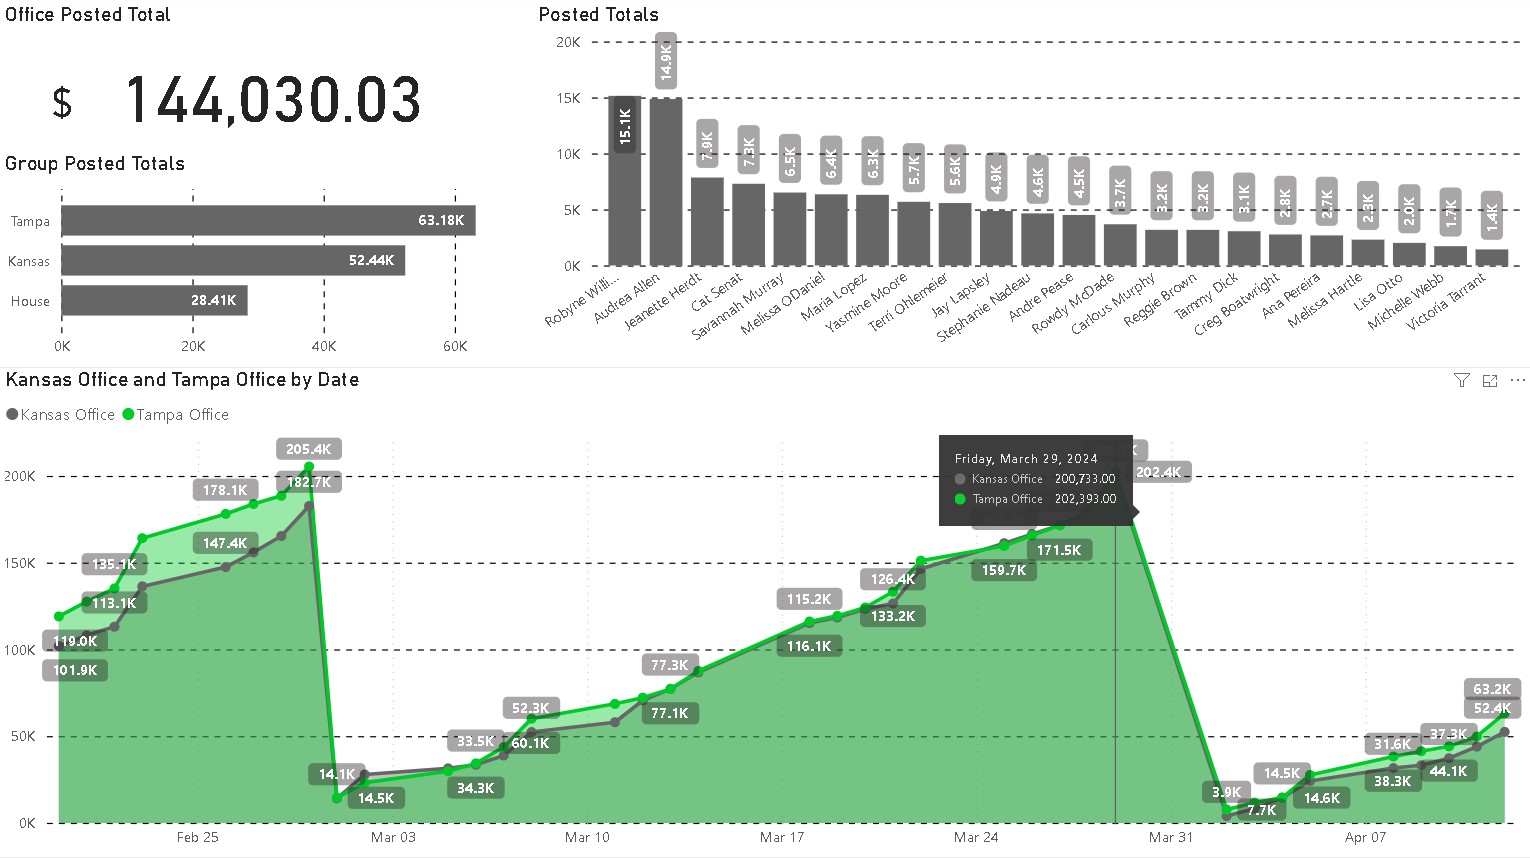 Office Posted Total
$ 144,030.03
Group Posted Totals
Tampa 63.18K
Kansas 52.44K
House 28.41K
0K 20K 40K 60K
Posted Totals
20K
15K
10K
5K
0K
15.1K 14.9K 7.9K 7.3K 6.5K 6.4K 6.3K 5.7K 5.6K 4.9K 4.6K 4.5K 3.7K 3.2K 3.2K 3.1K 2.8K 2.7K 2.3K 2.0K 1.7K 1.4K
Robyne Willi...
Audrea Allen
Jeanette Herdt
Cat Senat
Savannah Murray
Melissa ODaniel
Maria Lopez
Yasmine Moore
Terri Ohlemeier
Jay Lapsley
Stephanie Nadeau
Andre Pease
Rowdy McDade
Carlous Murphy
Reggie Brown
Tammy Dick
Creg Boatwright
Ana Pereira
Melissa Hartle
Lisa Otto
Michelle Webb
Victoria Tarrant
Kansas Office and Tampa Office by Date
Kansas Office Tampa Office
200K
150K
100K
50K
0K
119.0K
101.9K
135.1K
113.1K
178.1K
147.4K
205.4K
182.7K
14.1K
14.5K
33.5K
34.3K
52.3K
60.1K
77.3K
77.1K
115.2K
116.1K
126.4K
133.2K
159.7K
171.5K
Friday, March 29, 2024
Kansas Office 200,733.00
Tampa Office 202,393.00
202.4K
3.9K
7.7K
14.5K
14.6K
31.6K
38.3K
37.3K
44.1K
63.2K
52.4K
Feb 25 Mar 03 Mar 10 Mar 17 Mar 24 Mar 31 Apr 07